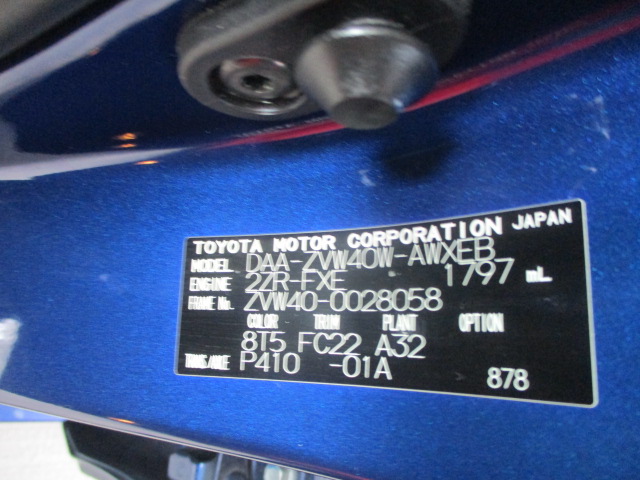 TOYOTA MOTOR CORPORATION JAPAN
MODEL DAA-ZVW40W-AWXEB
ENGINE 2ZR-FXE 1797 mL
FRAME No. ZVW40-0028058
COLOR TRIM PLANT OPTION
8T5 FC22 A32
TRANS/AXLE P410 -01A
878